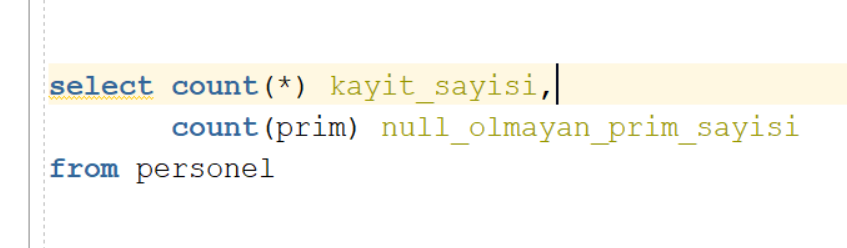 select count(*) kayit_sayisi,
count(prim) null_olmayan_prim_sayisi
from personel